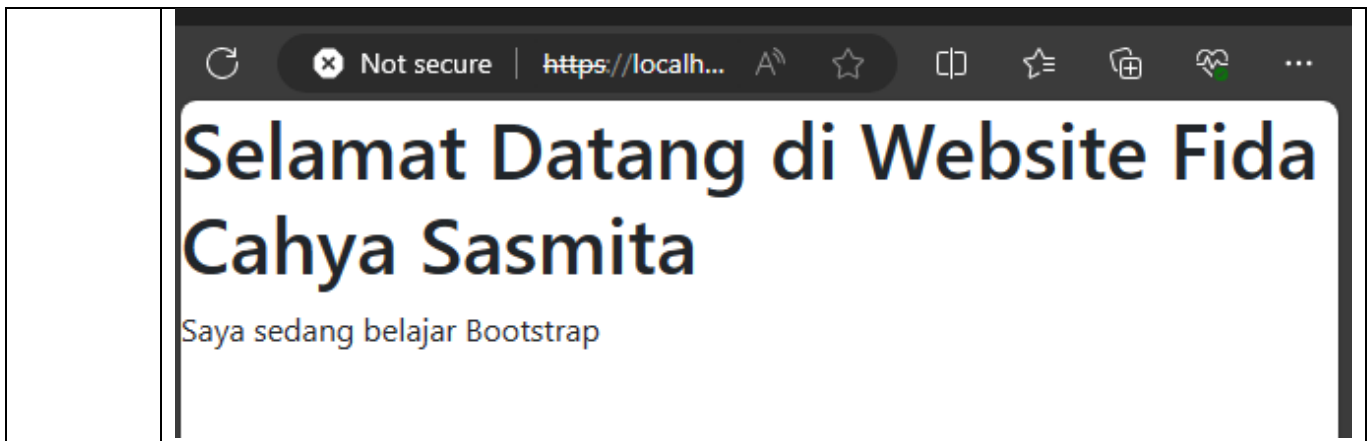 Not secure https://localh...
Selamat Datang di Website Fida
Cahya Sasmita
Saya sedang belajar Bootstrap